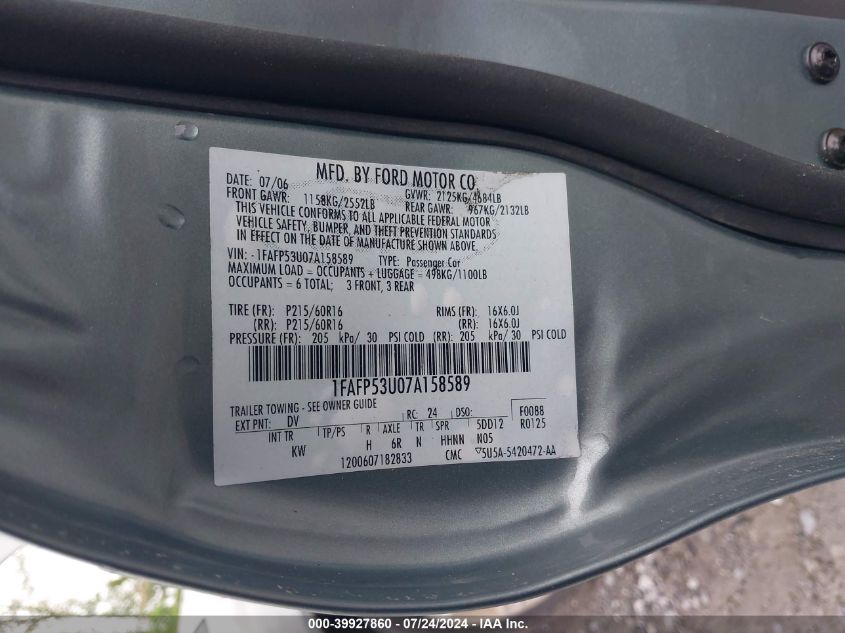 MFD. BY FORD MOTOR CO
DATE: 07/06 GVWR: 2125KG/4684LB
FRONT GAWR: 1158KG/2552LB REAR GAWR: 967KG/2132LB
THIS VEHICLE CONFORMS TO ALL APPLICABLE FEDERAL MOTOR
VEHICLE SAFETY, BUMPER, AND THEFT PREVENTION STANDARDS
IN EFFECT ON THE DATE OF MANUFACTURE SHOWN ABOVE.
VIN: 1FAFP53U07A158589 TYPE: Passenger Car
MAXIMUM LOAD = OCCUPANTS + LUGGAGE = 498KG/1100LB
OCCUPANTS = 6 TOTAL; 3 FRONT, 3 REAR
TIRE (FR): P215/60R16 RIMS (FR): 16X6.0J
(RR): P215/60R16 (RR): 16X6.0J
PRESSURE (FR): 205 kPa/ 30 PSI COLD (RR): 205 kPa/ 30 PSI COLD
1FAFP53U07A158589
TRAILER TOWING - SEE OWNER GUIDE
EXT PNT: DV RC: 24 DSO: F0088
INT TR TP/PS R AXLE TR SPR 5DD12 R0125
KW H 6R N HHNN N05
1200607182833 CMC ▽5U5A-5420472-AA
000-39927860 - 07/24/2024 - IAAI.COM